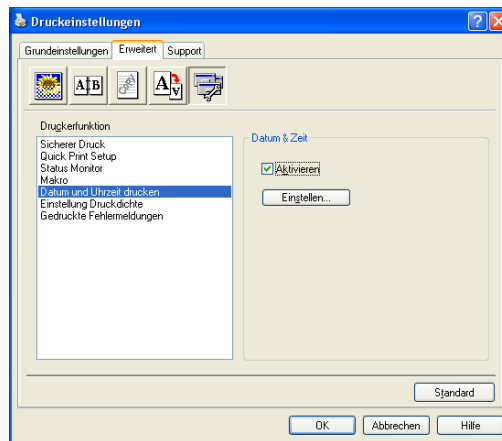 Druckeinstellungen
Grundeinstellungen Erweitert Support
A B
A v
Druckerfunktion
Sicherer Druck
Quick Print Setup
Status Monitor
Makro
Datum und Uhrzeit drucken
Einstellung Druckdichte
Gedruckte Fehlermeldungen
Datum & Zeit
Aktivieren
Einstellen...
Standard
OK Abbrechen Hilfe